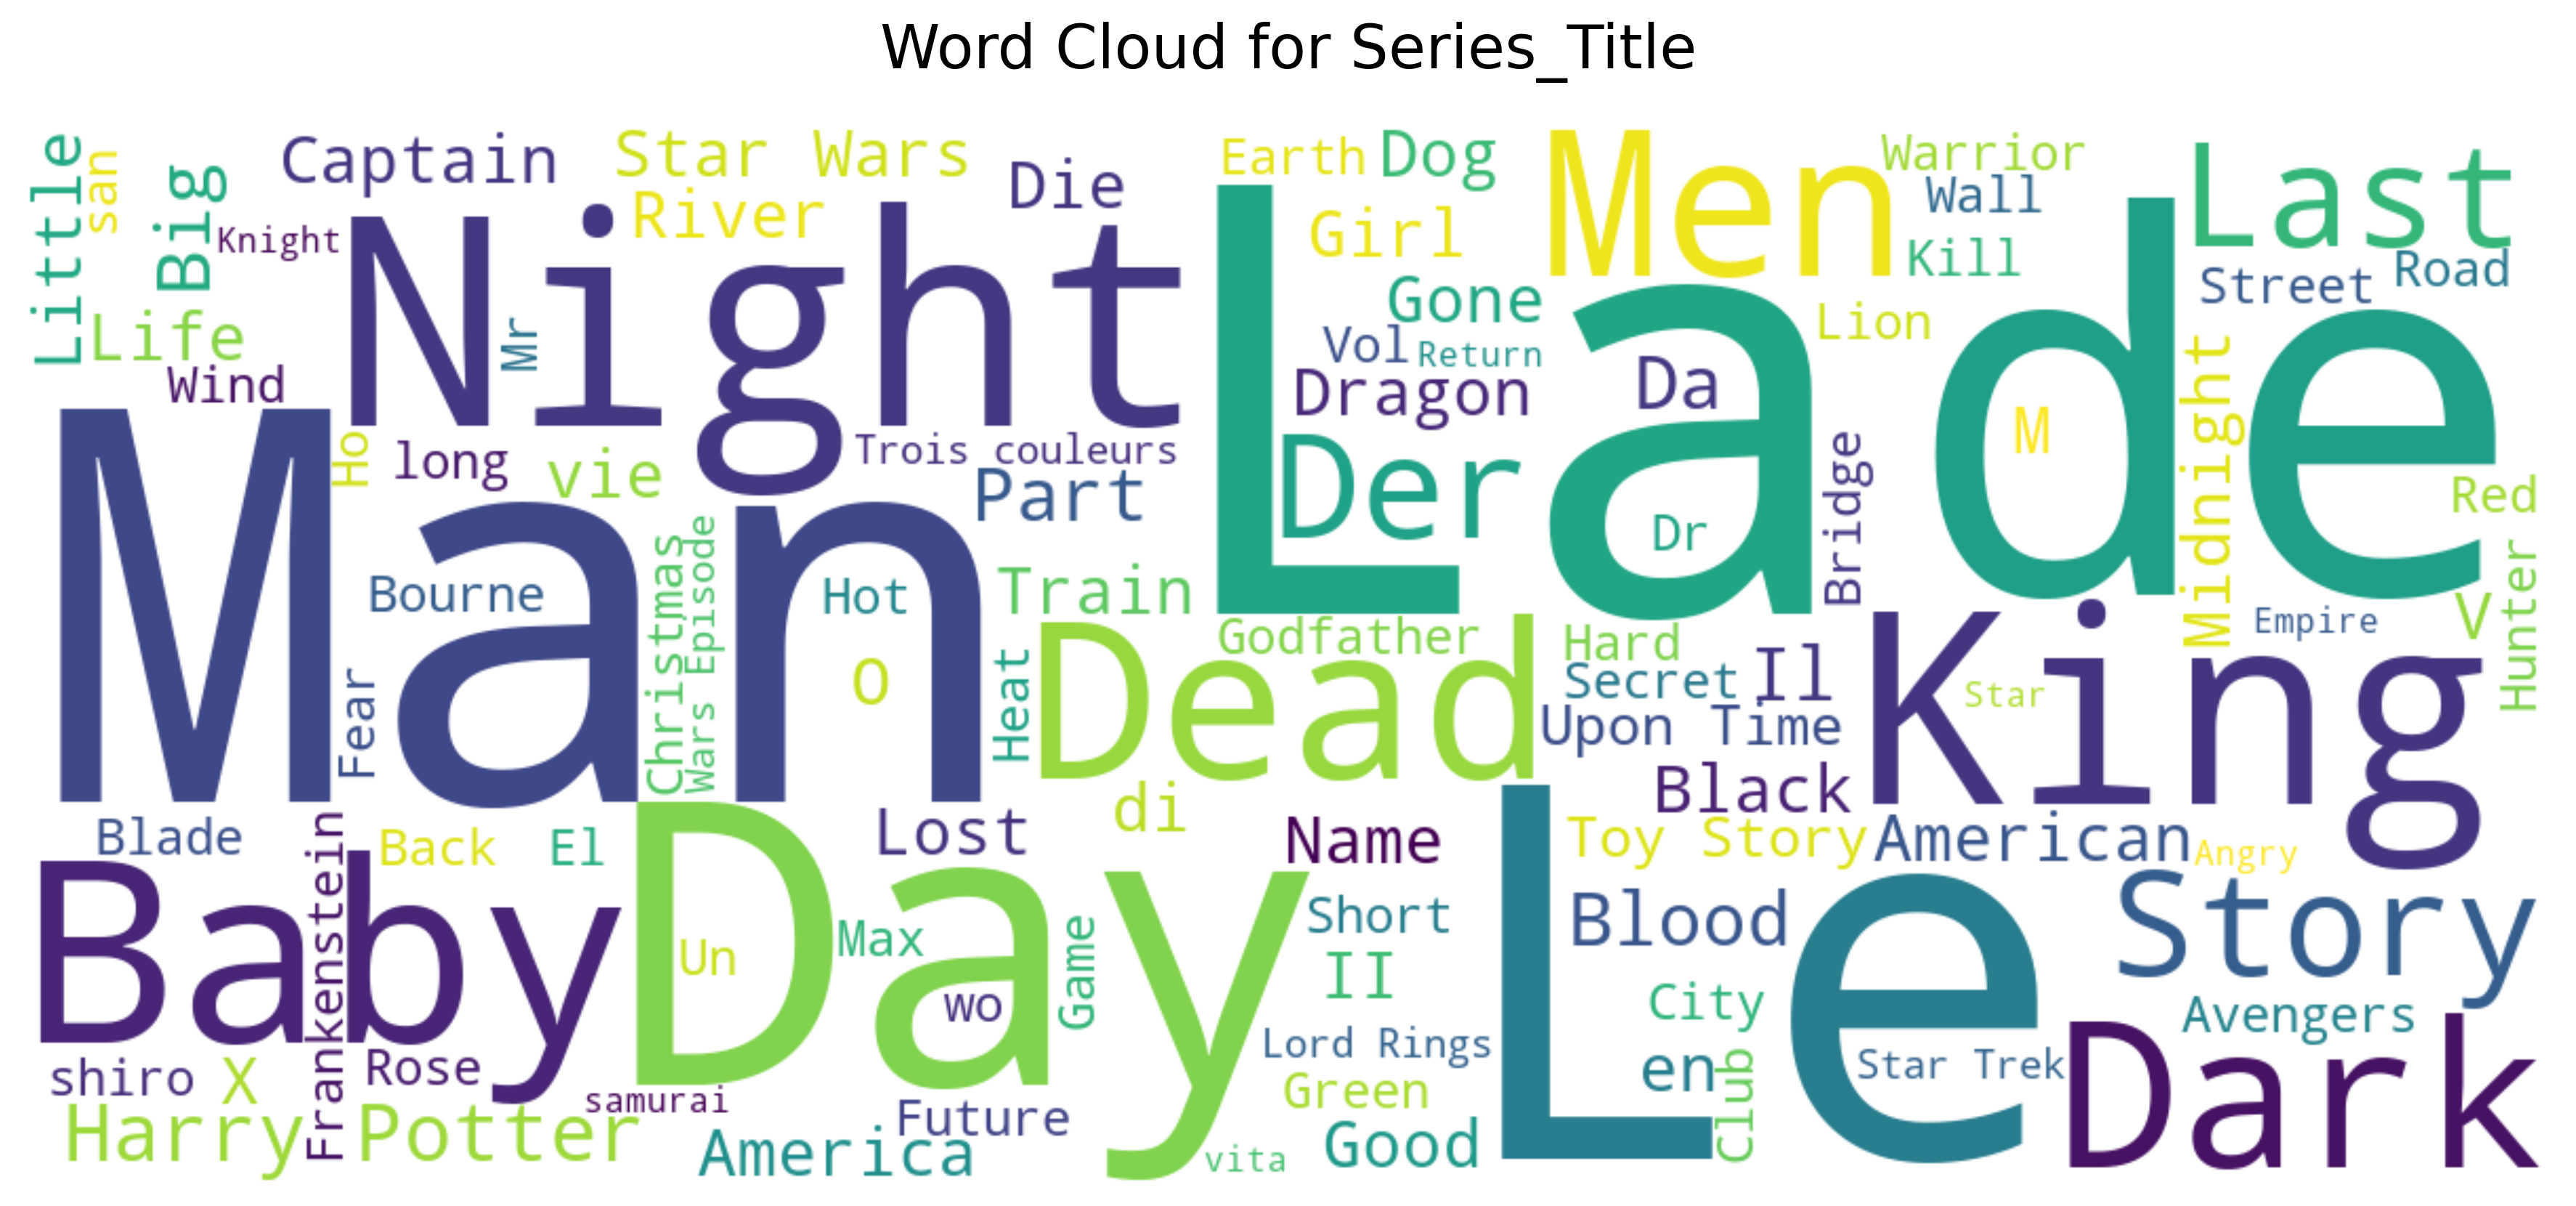 Word Cloud for Series_Title
Little
san
Big
Captain
Star Wars
Die
Earth
Dog
Men
Warrior
Wall
Last
Knight
River
Girl
Kill
Street
Road
Life
Night
Mr
Gone
Lion
Wind
Vol
Return
La
de
Dragon
Da
M
Midnight
Ho
long
vie
Trois couleurs
Part
Der
Dr
Bridge
Red
Man
Bourne
Christmas
Wars Episode
Hot
Train
Godfather
Hard
Empire
V
Hunter
Fear
O
Heat
Dead
Secret
Il
Star
King
Upon Time
di
Black
Blade
Frankenstein
Back
El
Lost
Name
Toy Story
American
Angry
Baby
Day
Un
Max
wo
Game
Short
II
Blood
Story
City
Le
Avengers
shiro
X
Rose
Lord Rings
en
Club
Star Trek
Dark
samurai
Green
Harry Potter
America
Future
vita
Good